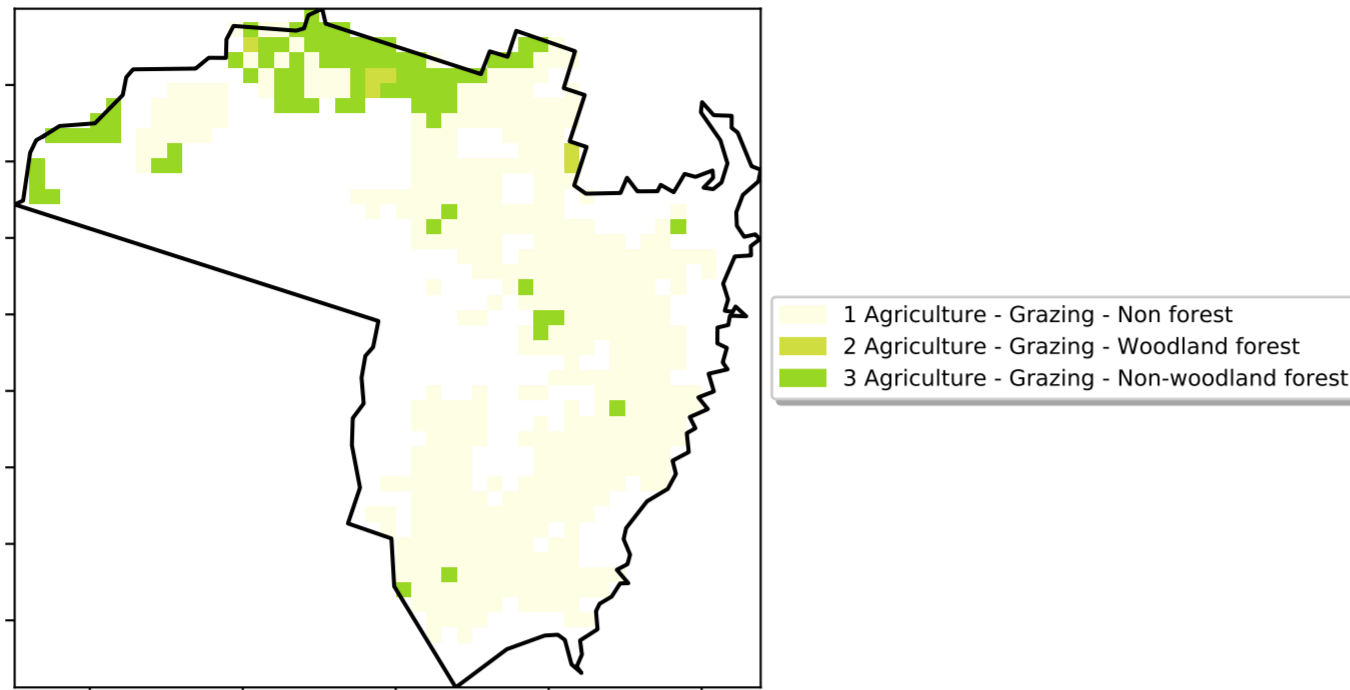 1 Agriculture - Grazing - Non forest
2 Agriculture - Grazing - Woodland forest
3 Agriculture - Grazing - Non-woodland forest